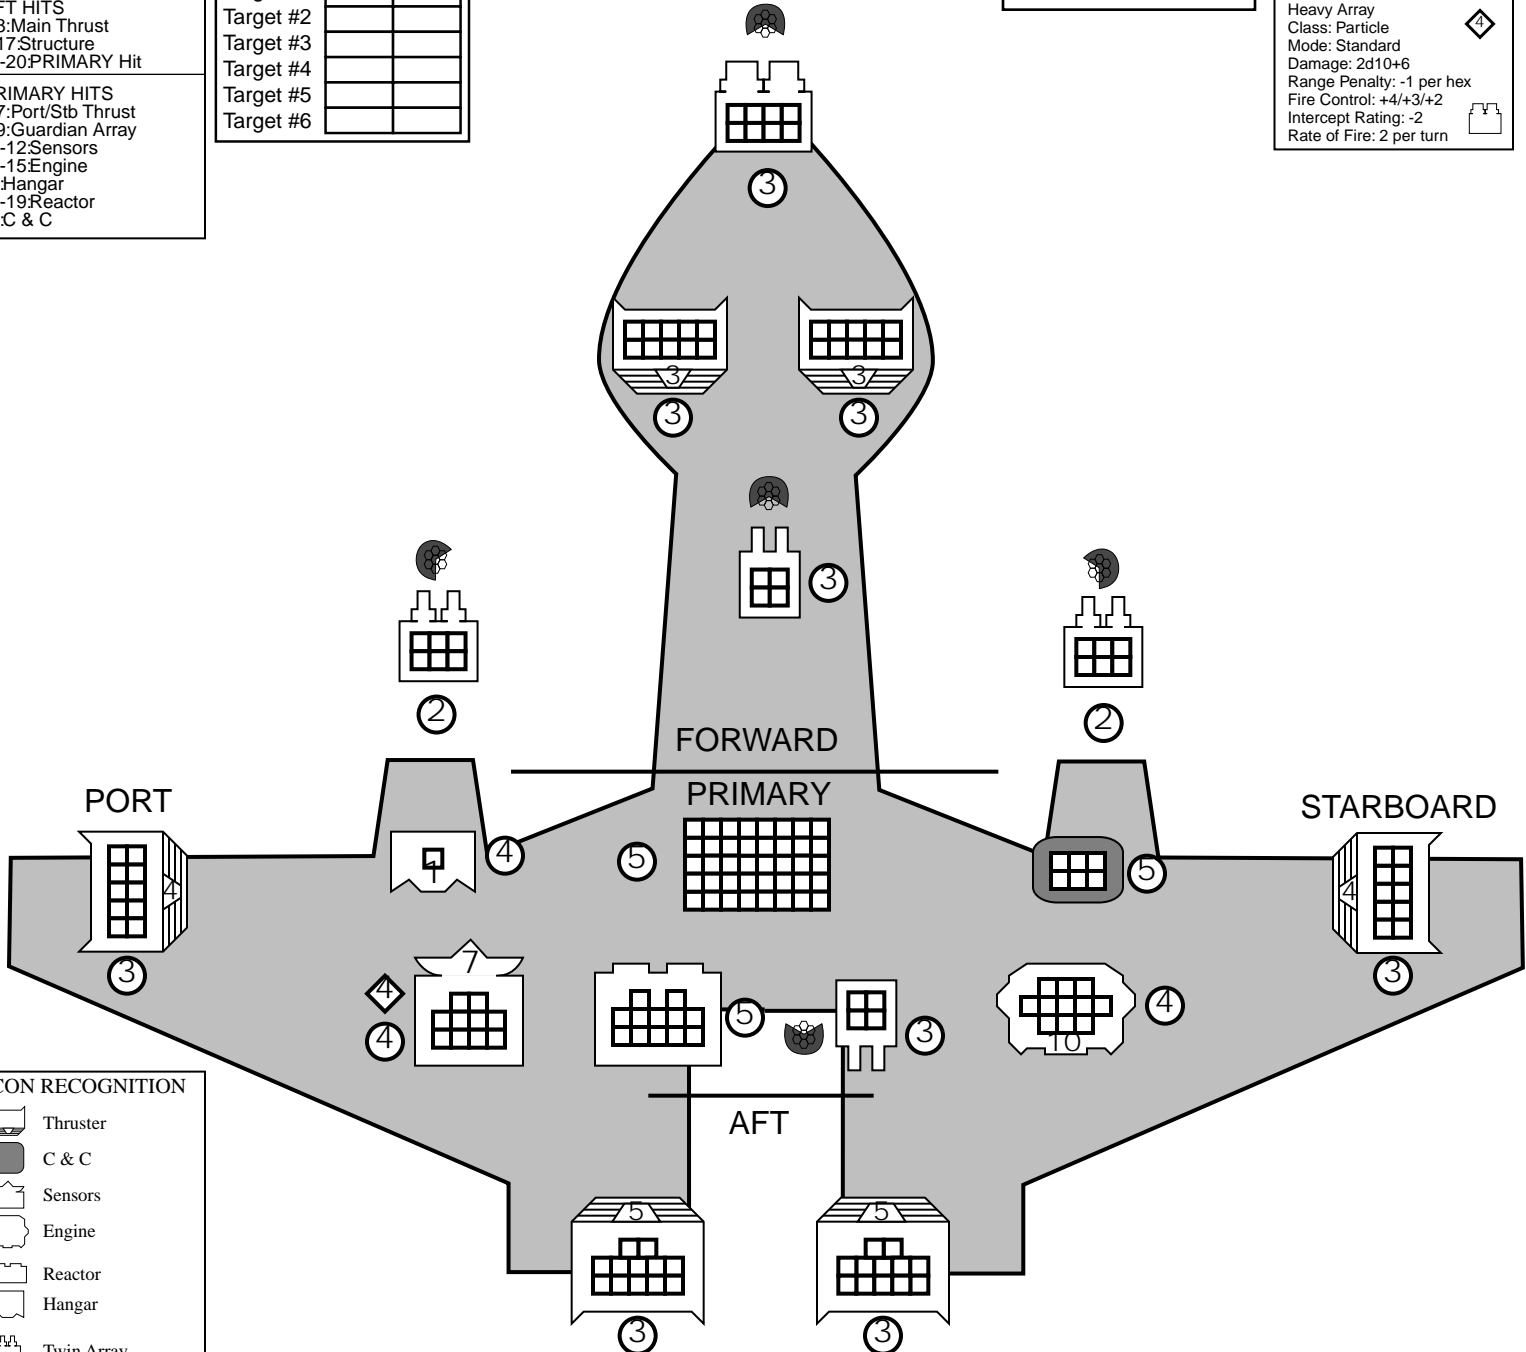 FT HITS
8:Main Thrust
17:Structure
-20:PRIMARY Hit
RIMARY HITS
7:Port/Stb Thrust
9:Guardian Array
-12:Sensors
-15:Engine
:Hangar
-19:Reactor
:C & C
Target #2
Target #3
Target #4
Target #5
Target #6
Heavy Array
Class: Particle
Mode: Standard
Damage: 2d10+6
Range Penalty: -1 per hex
Fire Control: +4/+3/+2
Intercept Rating: -2
Rate of Fire: 2 per turn
4
3
3
3
3
3
3
2
2
FORWARD
PRIMARY
PORT
STARBOARD
1
4
5
5
4
4
3
3
7
4
4
5
3
10
4
AFT
5
5
3
3
CON RECOGNITION
Thruster
C & C
Sensors
Engine
Reactor
Hangar
Twin Array